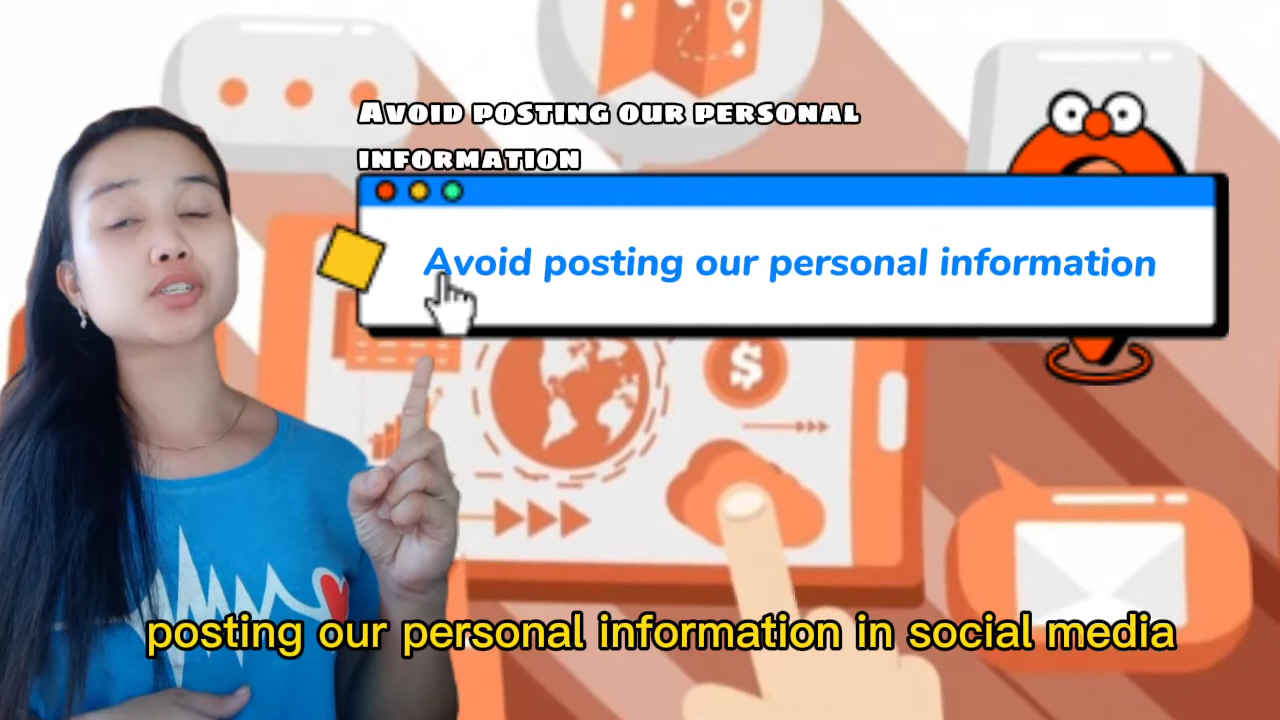 Avoid posting our personal
information
Avoid posting our personal information
$
posting our personal information in social media